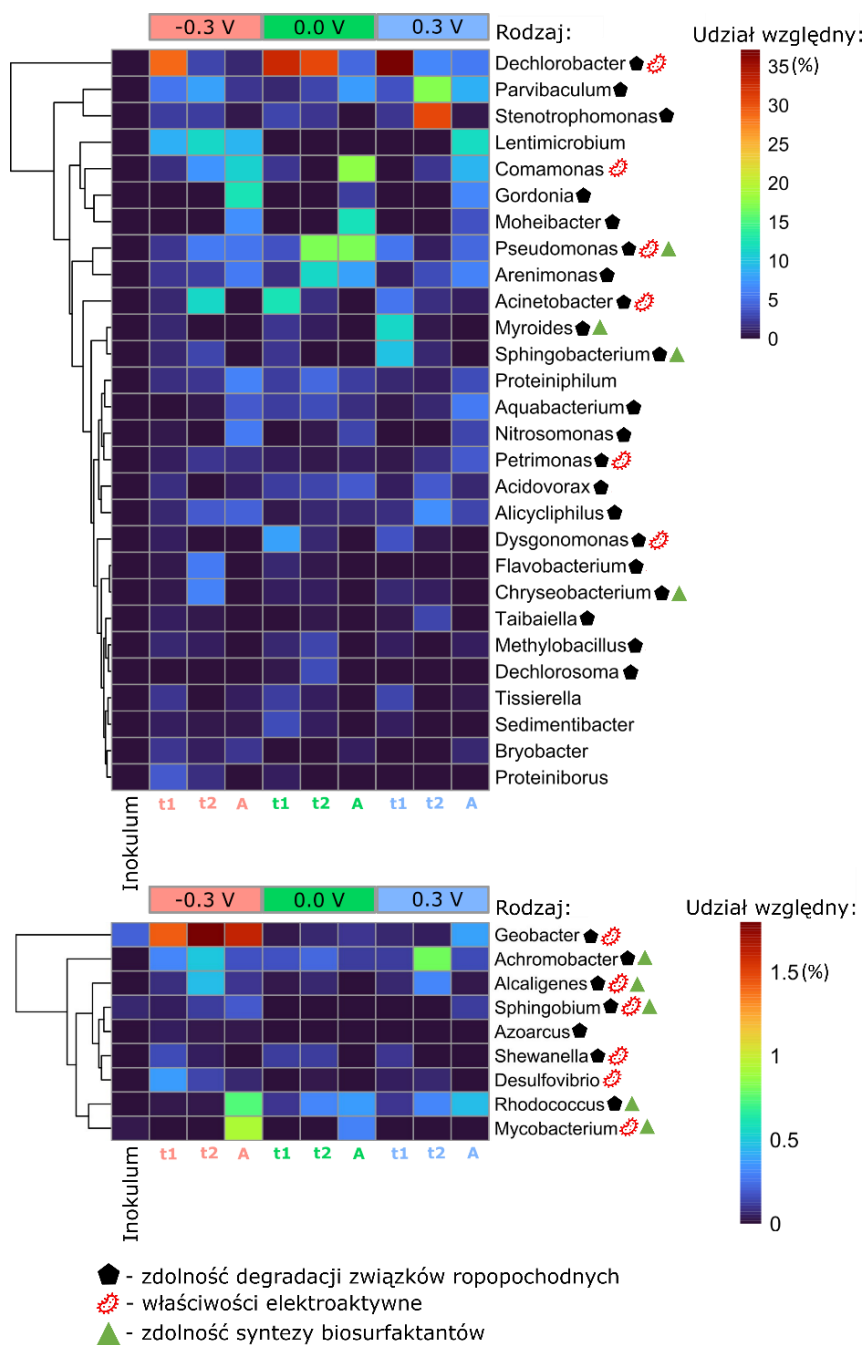 -0.3 V 0.0 V 0.3 V Rodzaj: Udział względny:
Dechlorobacter
Parvibaculum
Stenotrophomonas
Lentimicrobium
Comamonas
Gordonia
Moheibacter
Pseudomonas
Arenimonas
Acinetobacter
Myroides
Sphingobacterium
Proteiniphilum
Aquabacterium
Nitrosomonas
Petrimonas
Acidovorax
Alicycliphilus
Dysgonomonas
Flavobacterium
Chryseobacterium
Taibaiella
Methylobacillus
Dechlorosoma
Tissierella
Sedimentibacter
Bryobacter
Proteiniborus
35 (%)
30
25
20
15
10
5
0
Inokulum t1 t2 A t1 t2 A t1 t2 A
-0.3 V 0.0 V 0.3 V Rodzaj: Udział względny:
Geobacter
Achromobacter
Alcaligenes
Sphingobium
Azoarcus
Shewanella
Desulfovibrio
Rhodococcus
Mycobacterium
1.5 (%)
1
0.5
0
Inokulum t1 t2 A t1 t2 A t1 t2 A
- zdolność degradacji związków ropopochodnych
- właściwości elektroaktywne
- zdolność syntezy biosurfaktantów